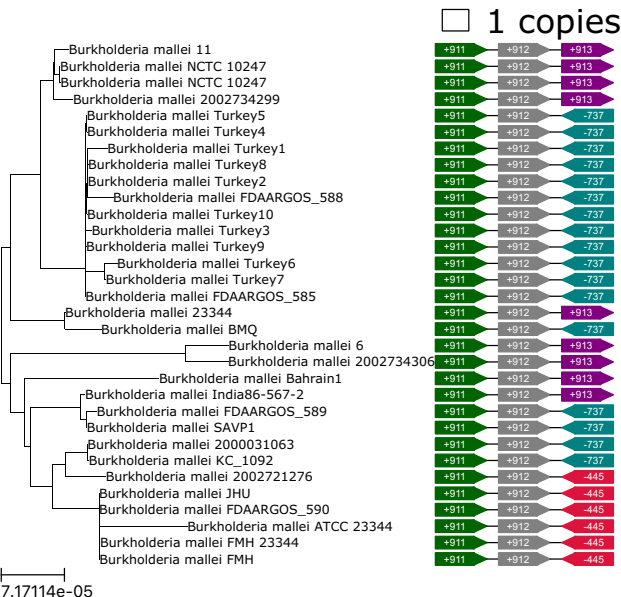 1 copies
Burkholderia mallei 11 +911 +912 +913
Burkholderia mallei NCTC 10247 +911 +912 +913
Burkholderia mallei NCTC 10247 +911 +912 +913
Burkholderia mallei 2002734299 +911 +912 +913
Burkholderia mallei Turkey5 +911 +912 -737
Burkholderia mallei Turkey4 +911 +912 -737
Burkholderia mallei Turkey1 +911 +912 -737
Burkholderia mallei Turkey8 +911 +912 -737
Burkholderia mallei Turkey2 +911 +912 -737
Burkholderia mallei FDAARGOS_588 +911 +912 -737
Burkholderia mallei Turkey10 +911 +912 -737
Burkholderia mallei Turkey3 +911 +912 -737
Burkholderia mallei Turkey9 +911 +912 -737
Burkholderia mallei Turkey6 +911 +912 -737
Burkholderia mallei Turkey7 +911 +912 -737
Burkholderia mallei FDAARGOS_585 +911 +912 -737
Burkholderia mallei 23344 +911 +912 +913
Burkholderia mallei BMQ +911 +912 -737
Burkholderia mallei 6 +911 +912 +913
Burkholderia mallei 2002734306 +911 +912 +913
Burkholderia mallei Bahrain1 +911 +912 +913
Burkholderia mallei India86-567-2 +911 +912 +913
Burkholderia mallei FDAARGOS_589 +911 +912 -737
Burkholderia mallei SAVP1 +911 +912 -737
Burkholderia mallei 2000031063 +911 +912 -737
Burkholderia mallei KC_1092 +911 +912 -737
Burkholderia mallei 2002721276 +911 +912 -445
Burkholderia mallei JHU +911 +912 -445
Burkholderia mallei FDAARGOS_590 +911 +912 -445
Burkholderia mallei ATCC 23344 +911 +912 -445
Burkholderia mallei FMH 23344 +911 +912 -445
Burkholderia mallei FMH +911 +912 -445
7.17114e-05